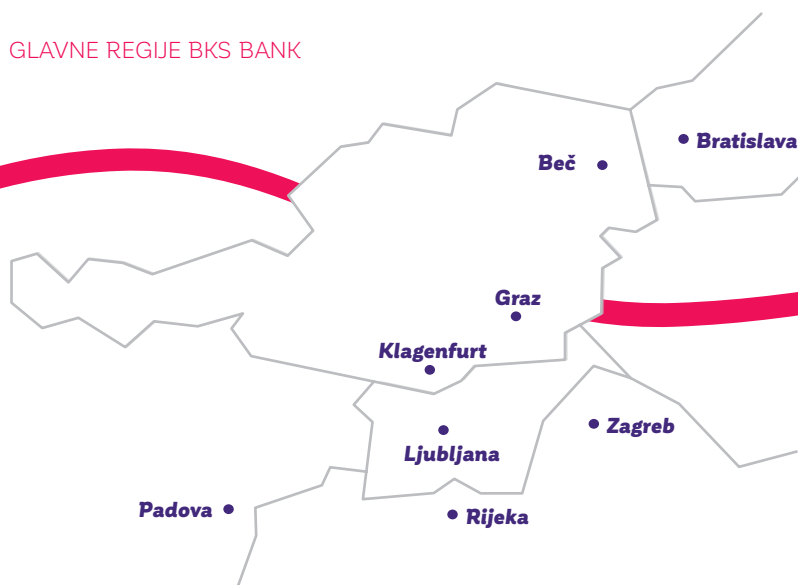 GLAVNE REGIJE BKS BANK
Bratislava
Beč
Graz
Klagenfurt
Zagreb
Ljubljana
Padova
Rijeka